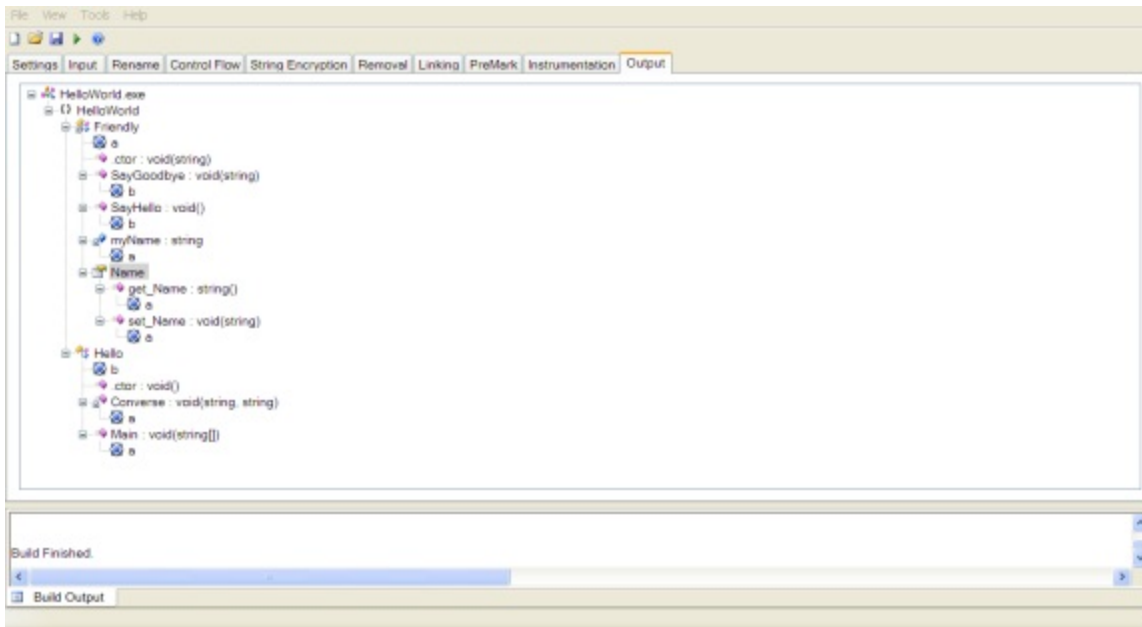 File View Tools Help
Settings Input Rename Control Flow String Encryption Removal Linking PreMark Instrumentation Output
HelloWorld.exe
{} HelloWorld
Friendly
a
.ctor : void(string)
SayGoodbye : void(string)
b
SayHello : void()
b
myName : string
a
Name
get_Name : string()
a
set_Name : void(string)
a
Hello
b
.ctor : void()
Converse : void(string, string)
a
Main : void(string[])
a
Build Finished.
Build Output